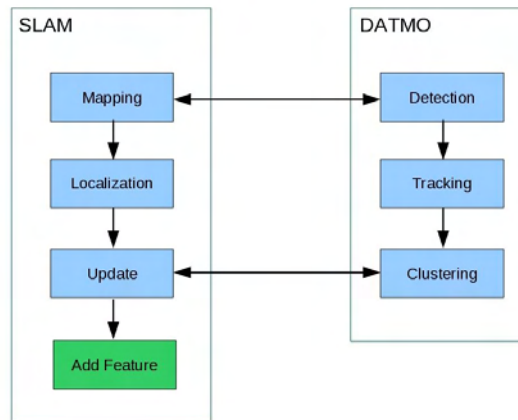 SLAM
Mapping
Localization
Update
Add Feature
DATMO
Detection
Tracking
Clustering